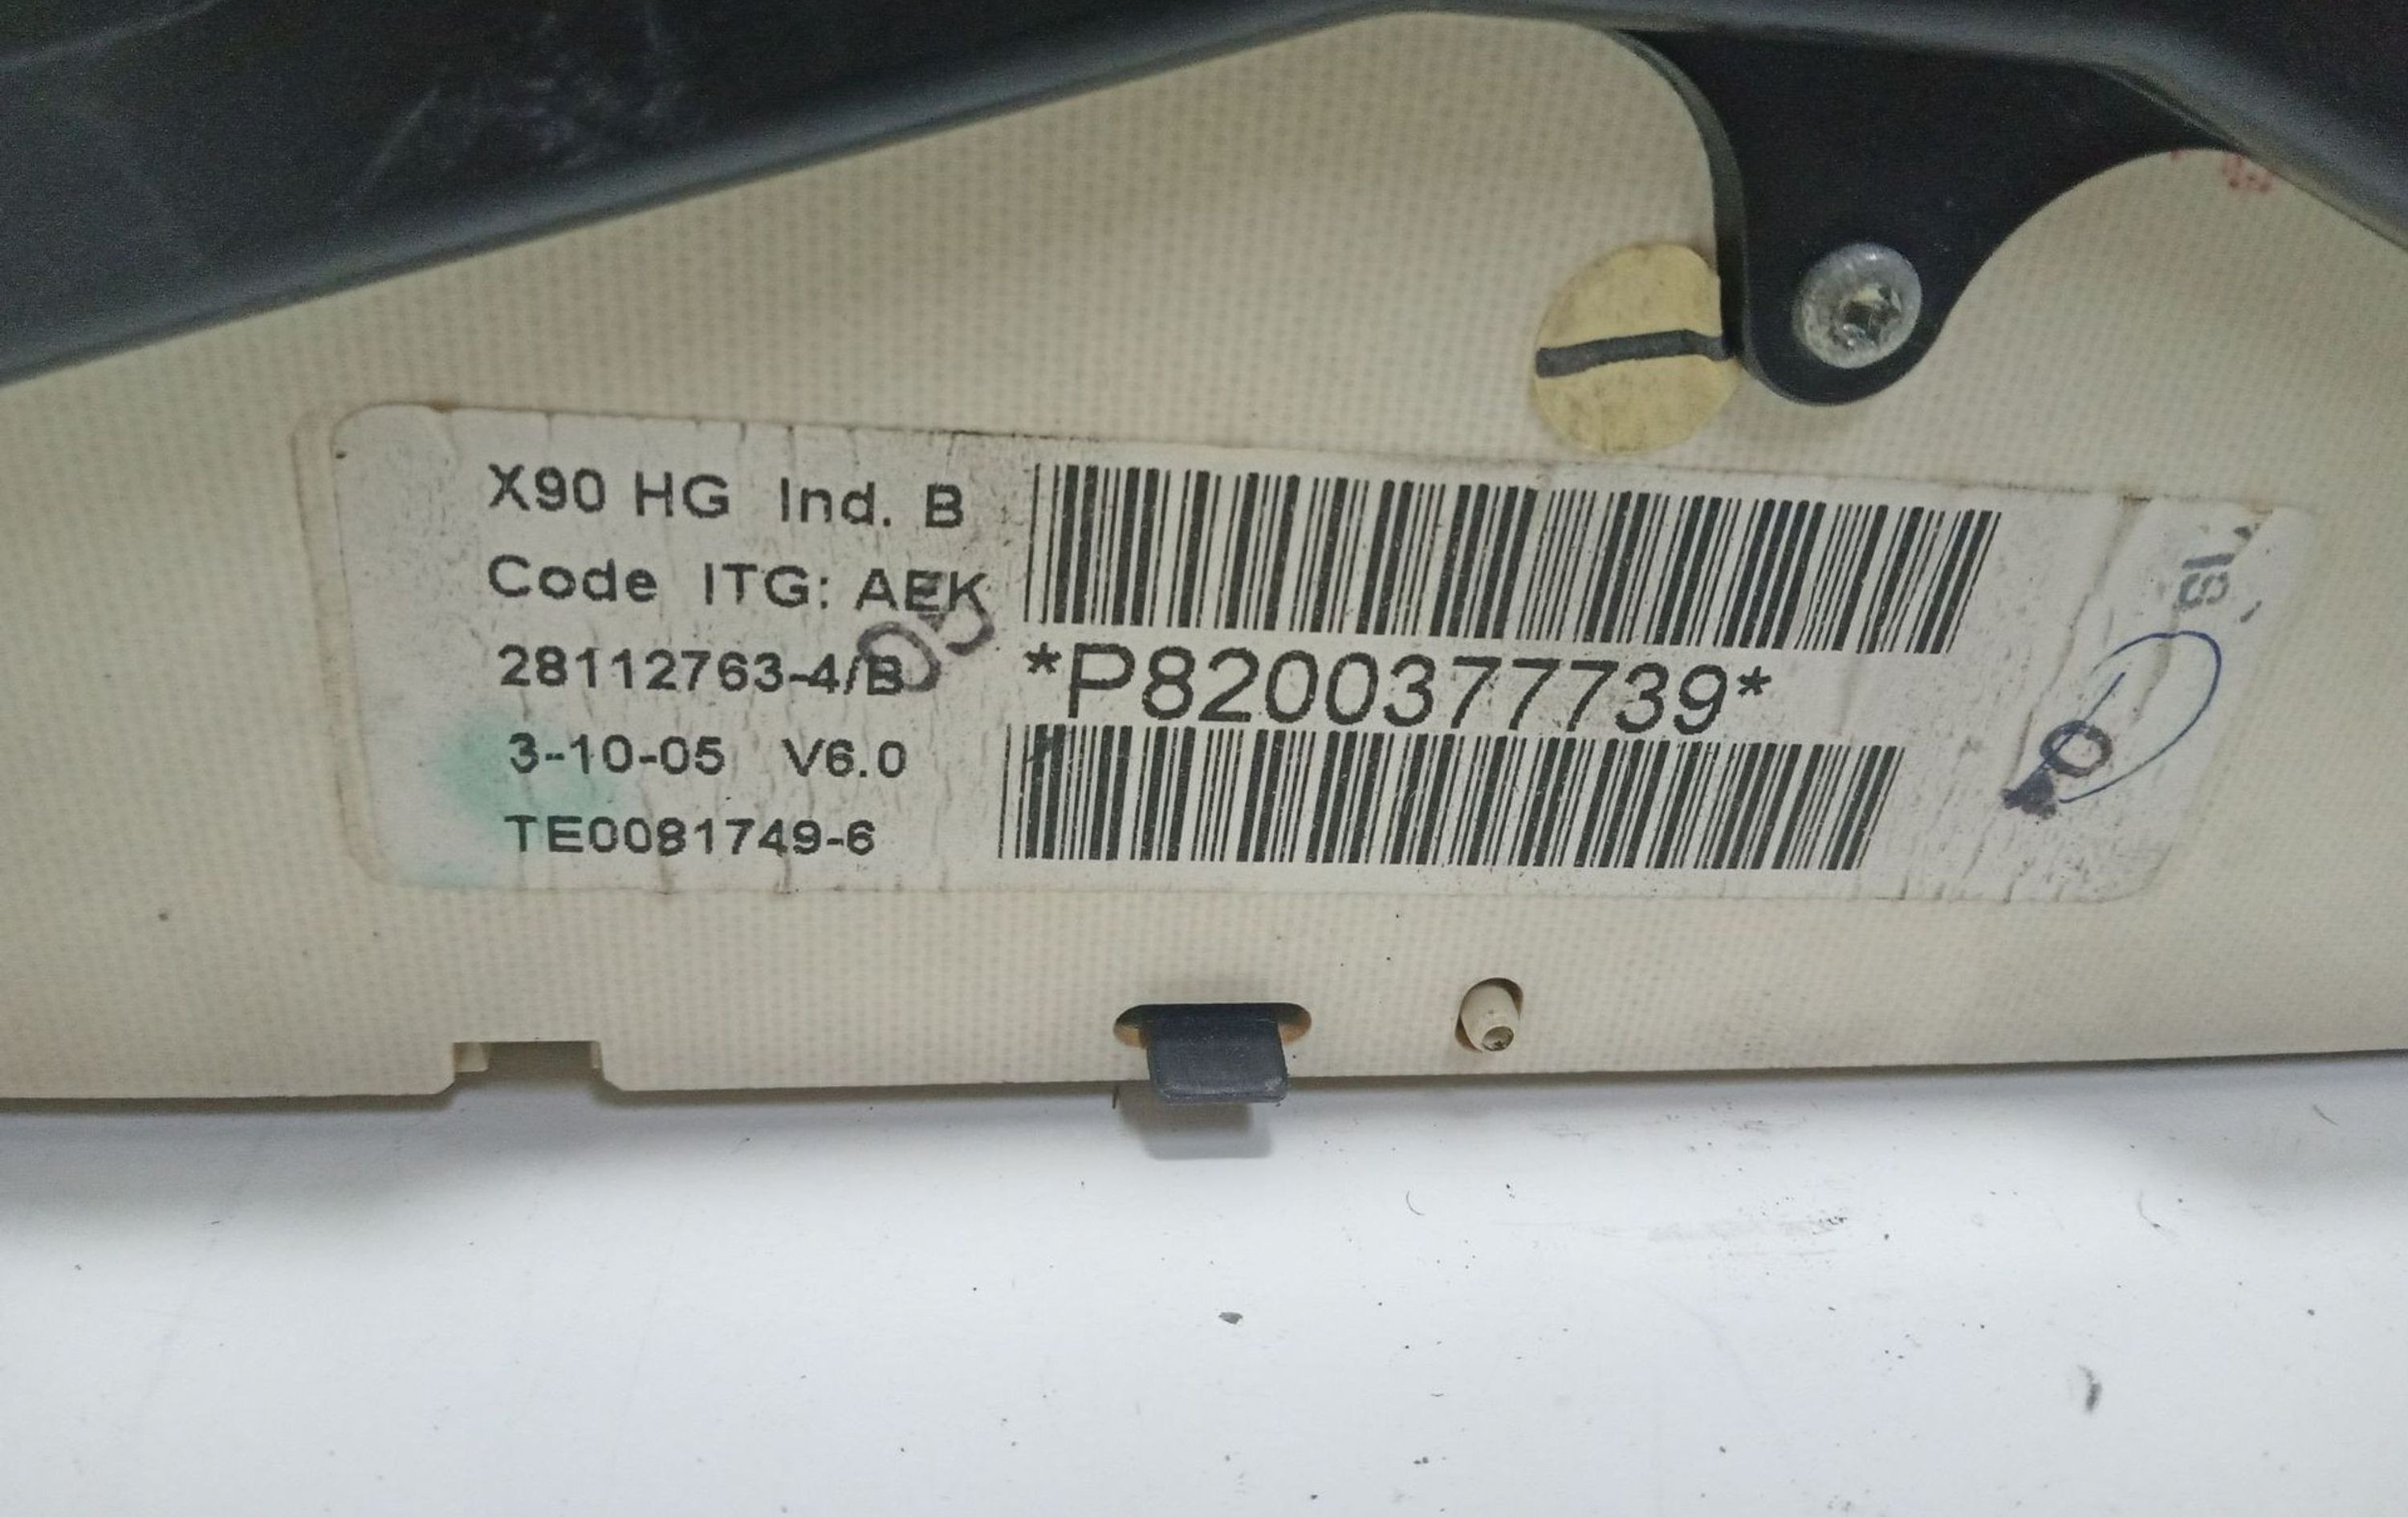 X90 HG Ind. B
Code ITG: AEK
28112763-4/B
3-10-05 V6.0
TE0081749-6
*P8200377739*